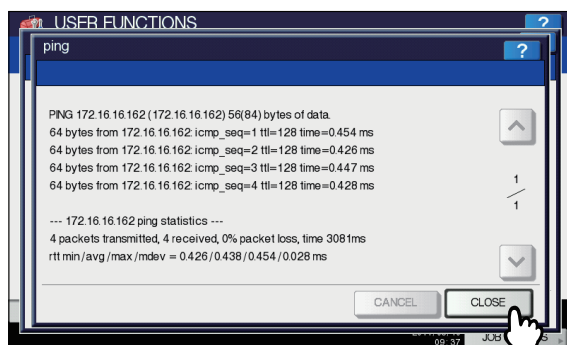 USER FUNCTIONS
?
ping
?
PING 172.16.16.162 (172.16.16.162) 56(84) bytes of data.
64 bytes from 172.16.16.162: icmp_seq=1 ttl=128 time=0.454 ms
64 bytes from 172.16.16.162: icmp_seq=2 ttl=128 time=0.426 ms
64 bytes from 172.16.16.162: icmp_seq=3 ttl=128 time=0.447 ms
64 bytes from 172.16.16.162: icmp_seq=4 ttl=128 time=0.428 ms
1
1
--- 172.16.16.162 ping statistics ---
4 packets transmitted, 4 received, 0% packet loss, time 3081ms
rtt min/avg/max/mdev = 0.426/0.438/0.454/0.028 ms
CANCEL
CLOSE
09:37
JOB